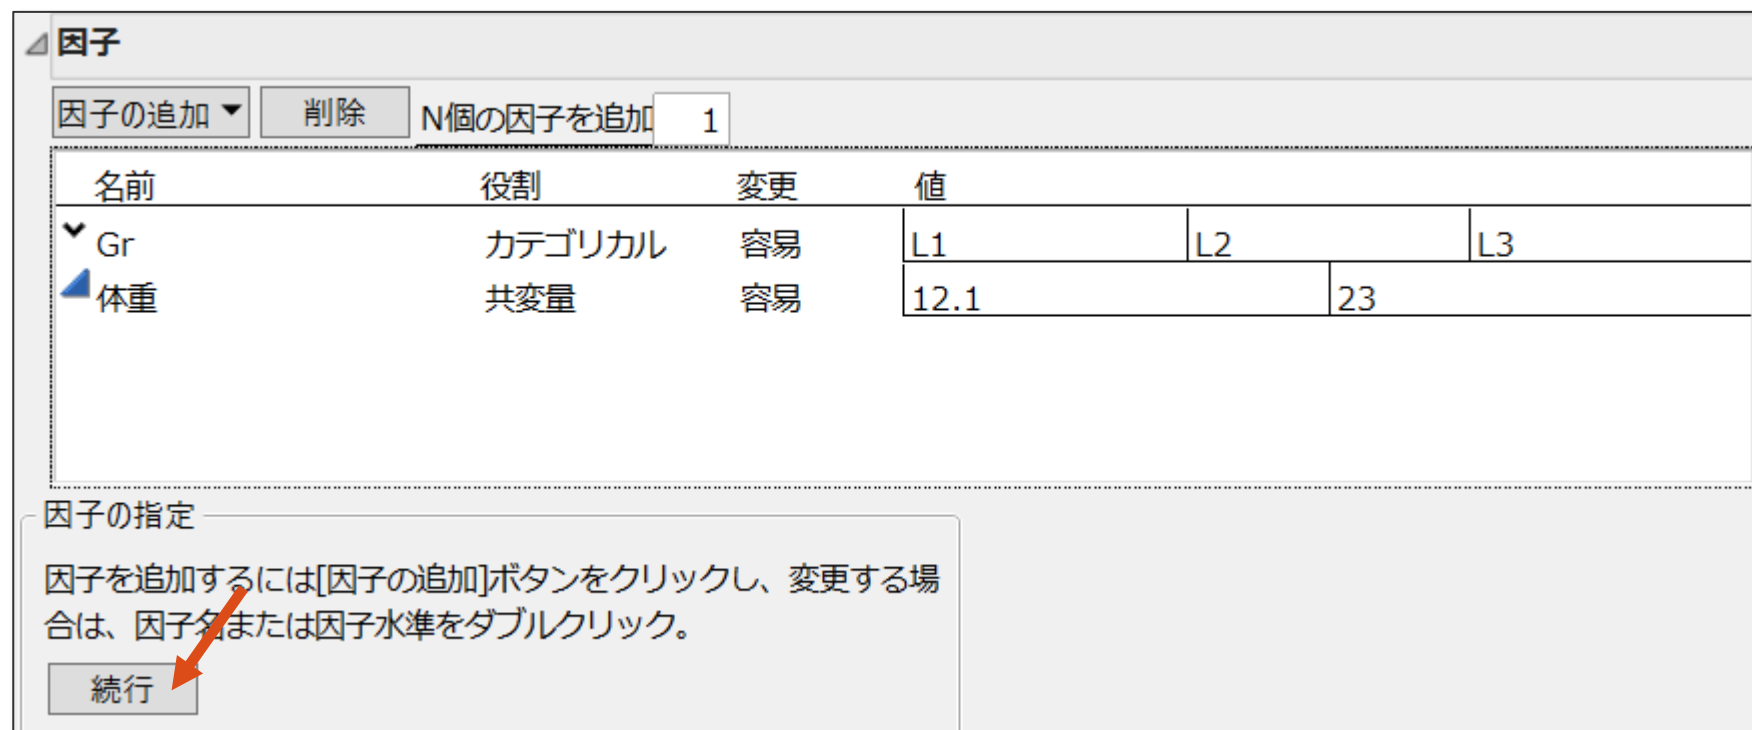 因子
因子の追加 削除 N個の因子を追加 1
名前 役割 変更 値
Gr カテゴリカル 容易 L1 L2 L3
体重 共変量 容易 12.1 23
因子の指定
因子を追加するには[因子の追加]ボタンをクリックし、変更する場
合は、因子名または因子水準をダブルクリック。
続行